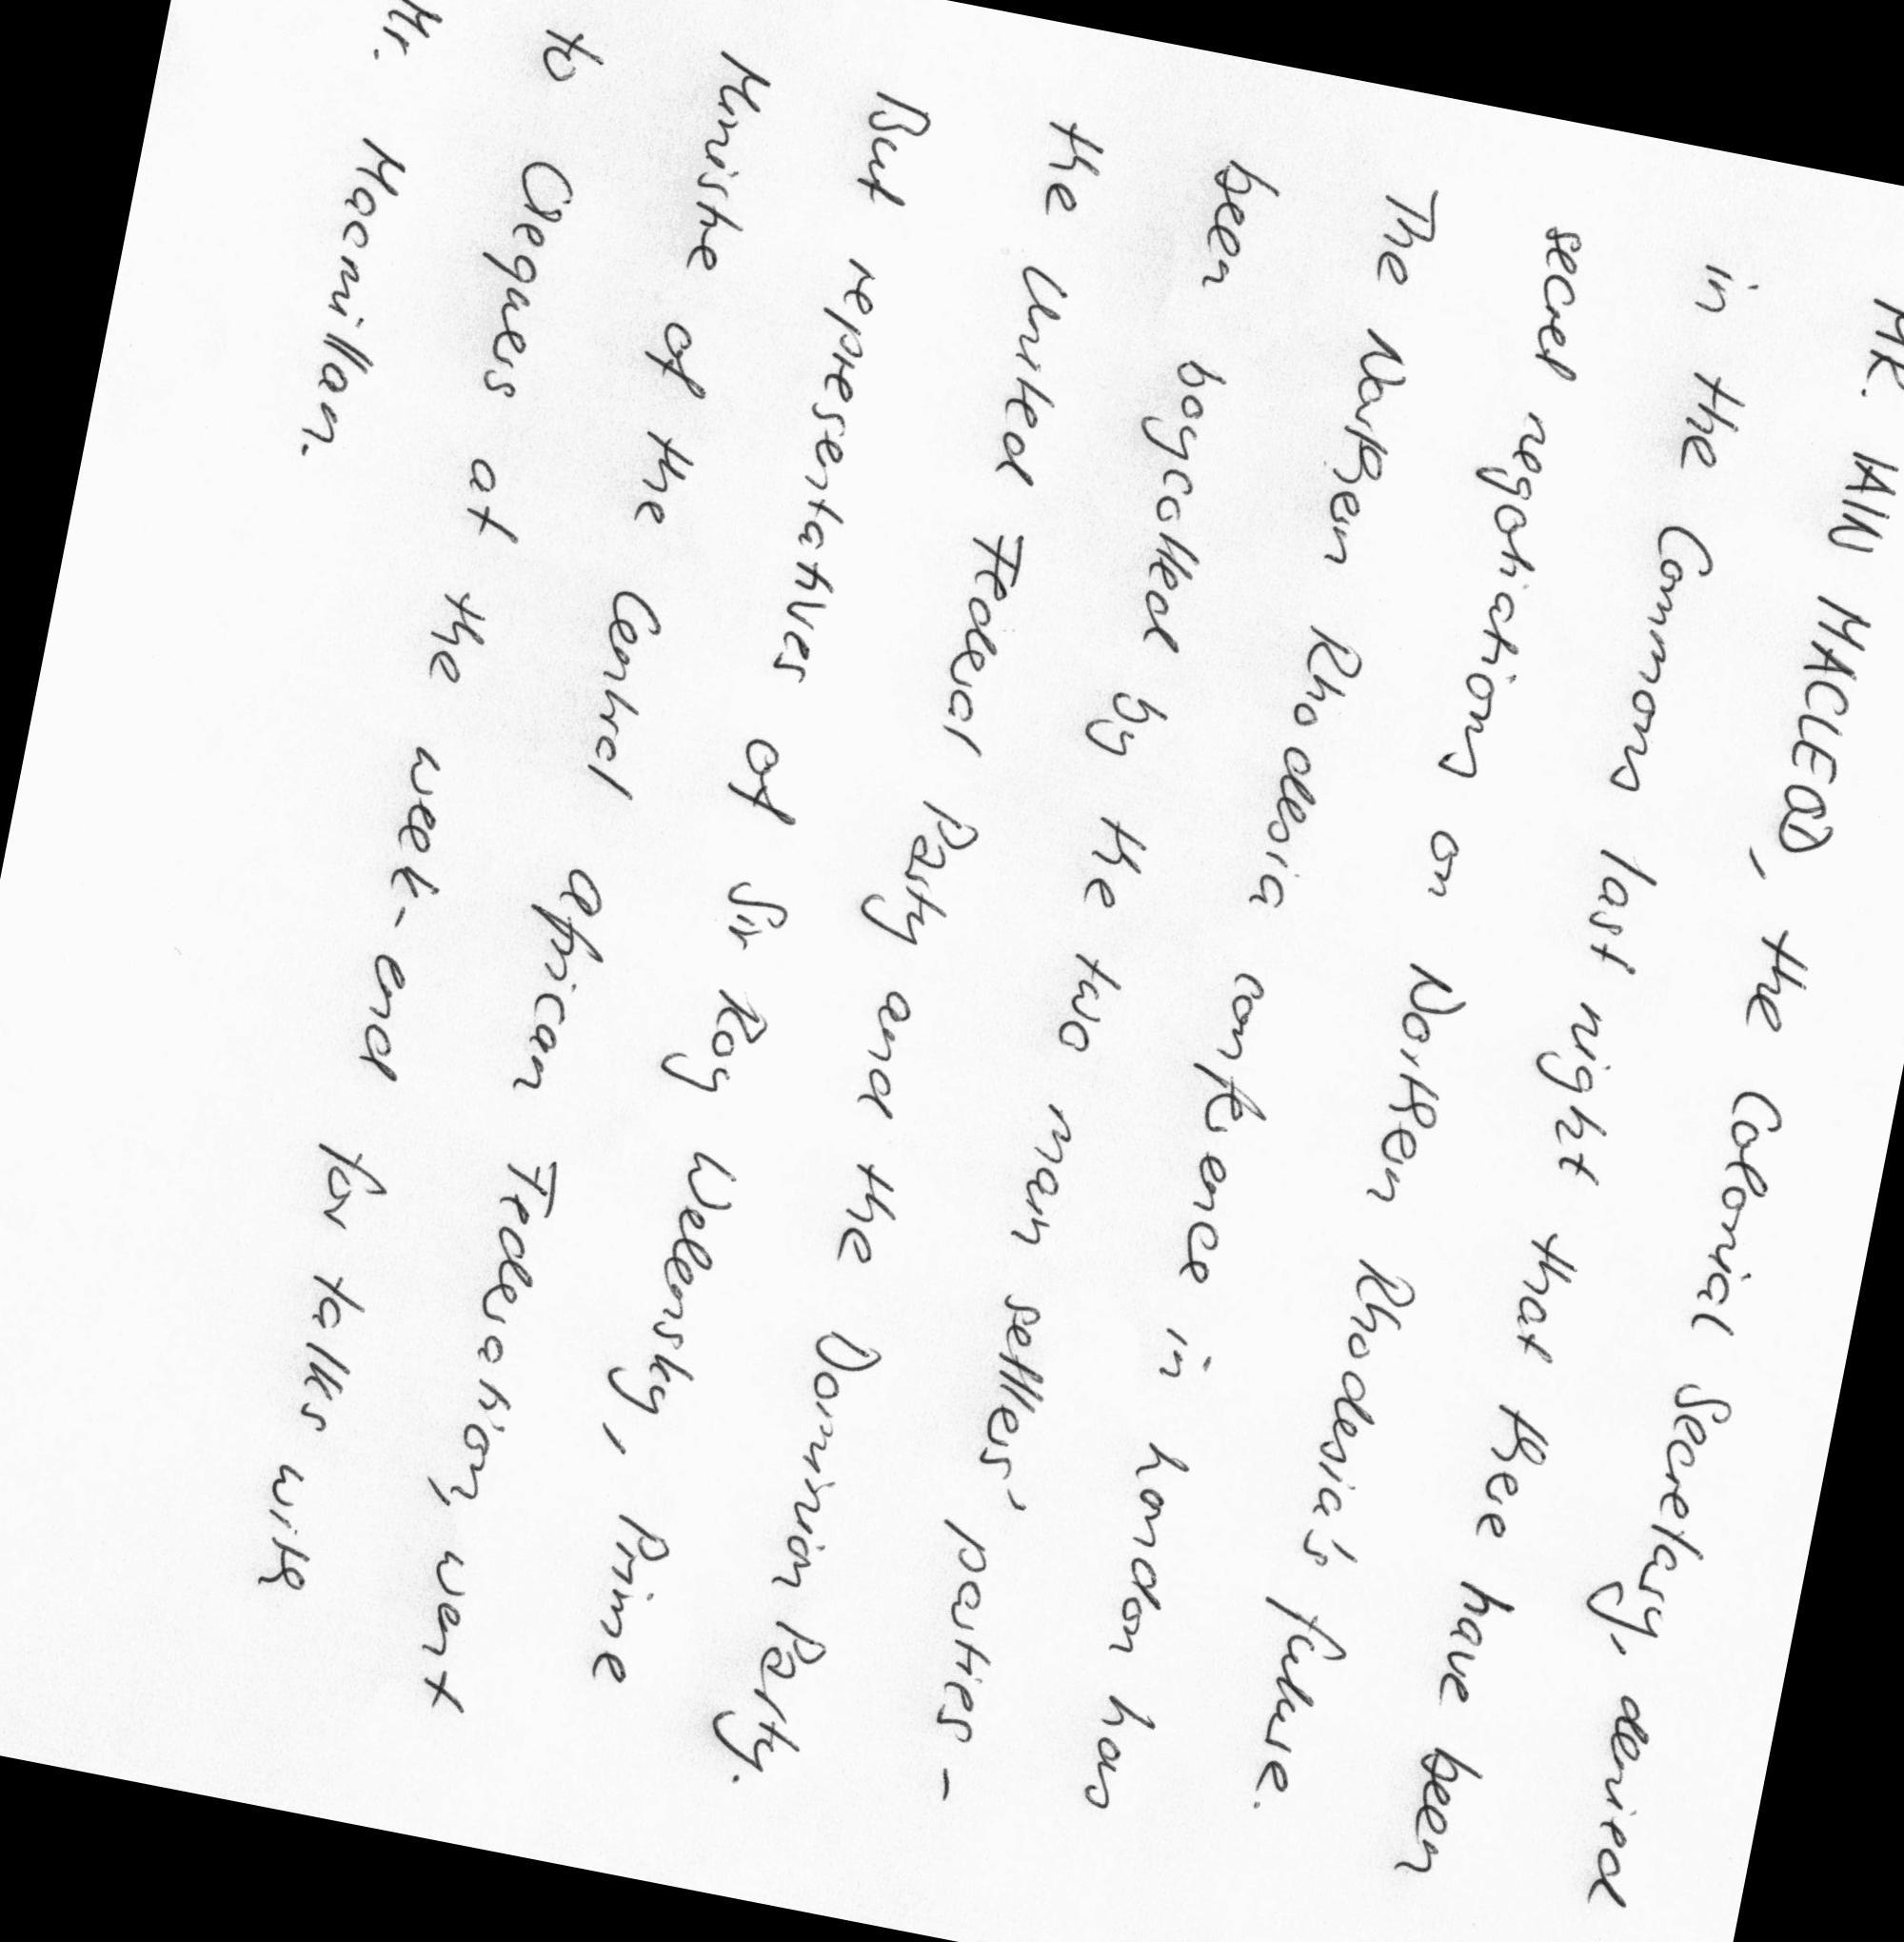 MR. IAIN MACLEOD, the Colonial Secretary, denied
in the Commons last night that there have been
secret negotiations on Northern Rhodesia's future.
The Northern Rhodesia conference in London has
been boycotted by the two main settlers' parties -
the United Federal Party and the Dominion Party.
But representatives of Sir Roy Welensky, Prime
Minister of the Central African Federation, went
to Chequers at the week-end for talks with
Mr. Macmillan.